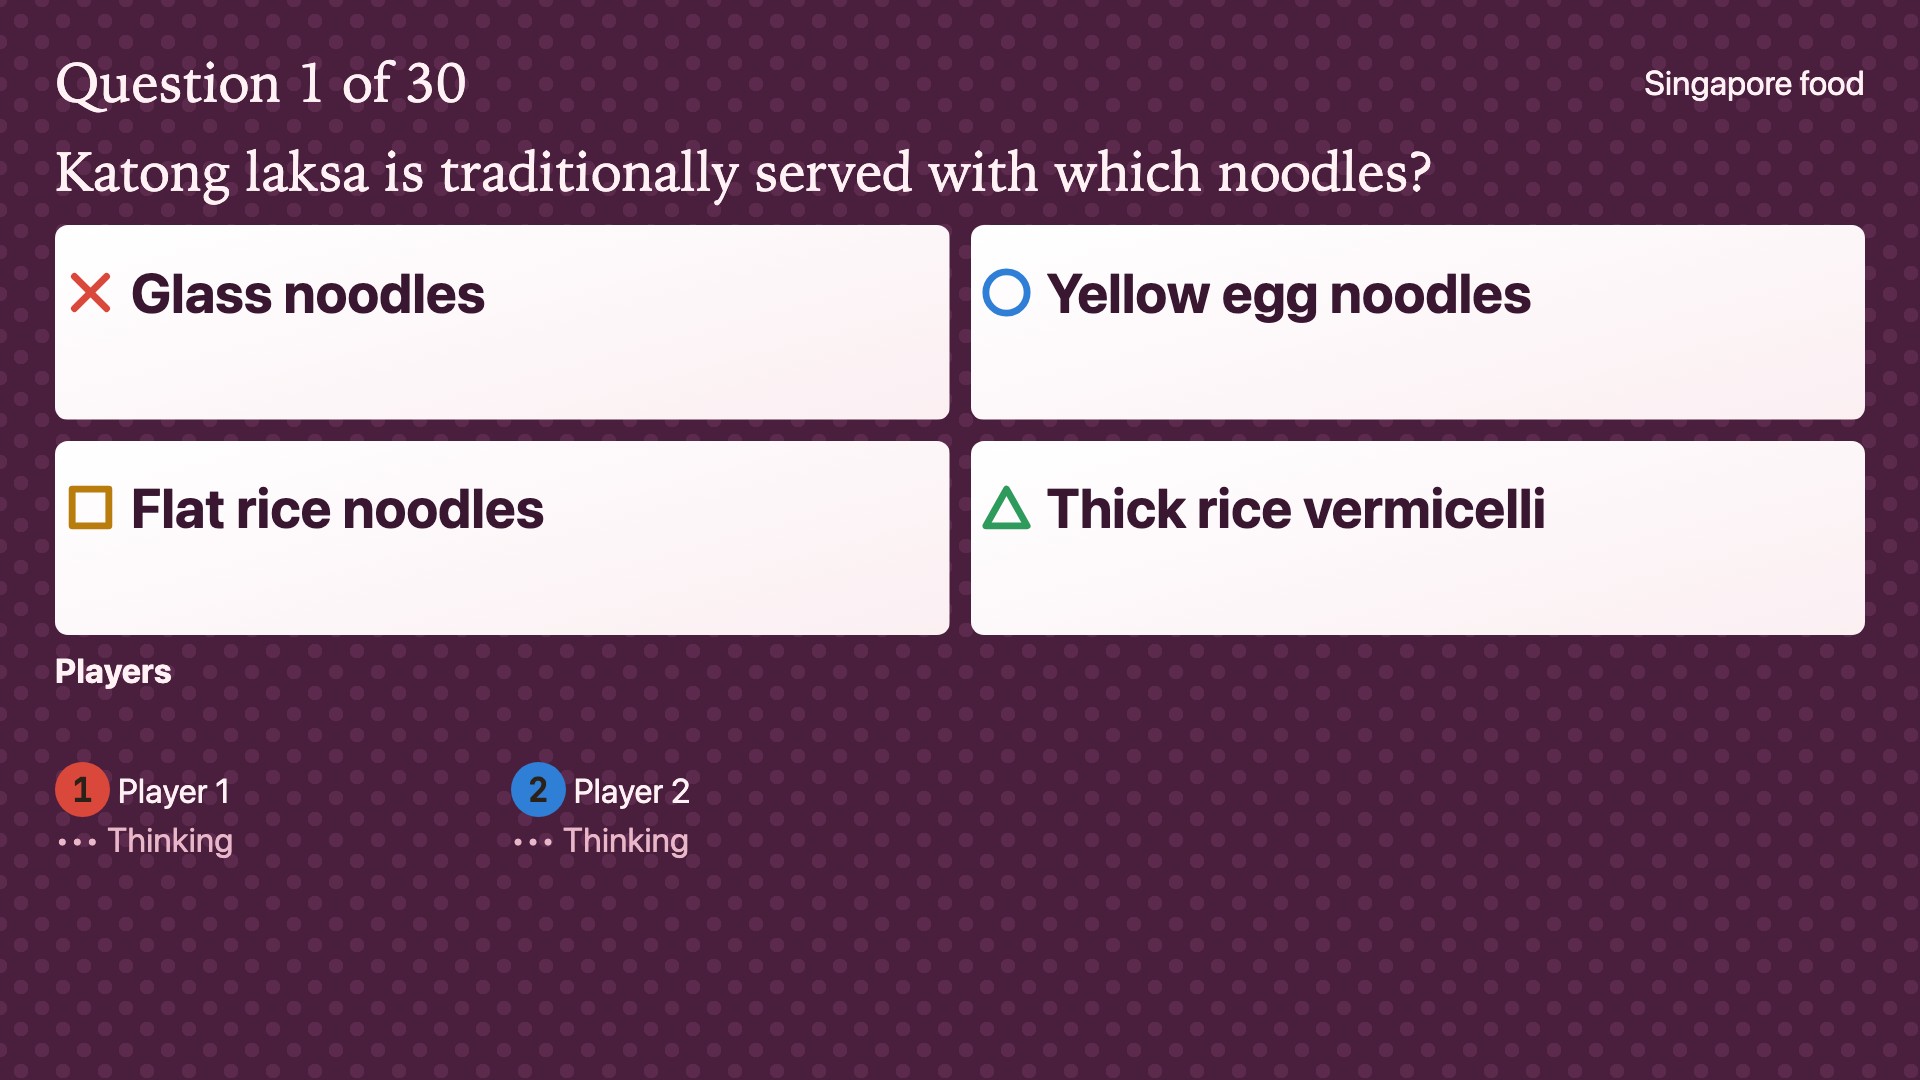 Question 1 of 30
Singapore food
Katong laksa is traditionally served with which noodles?
Glass noodles
Yellow egg noodles
Flat rice noodles
Thick rice vermicelli
Players
1 Player 1
... Thinking
2 Player 2
... Thinking